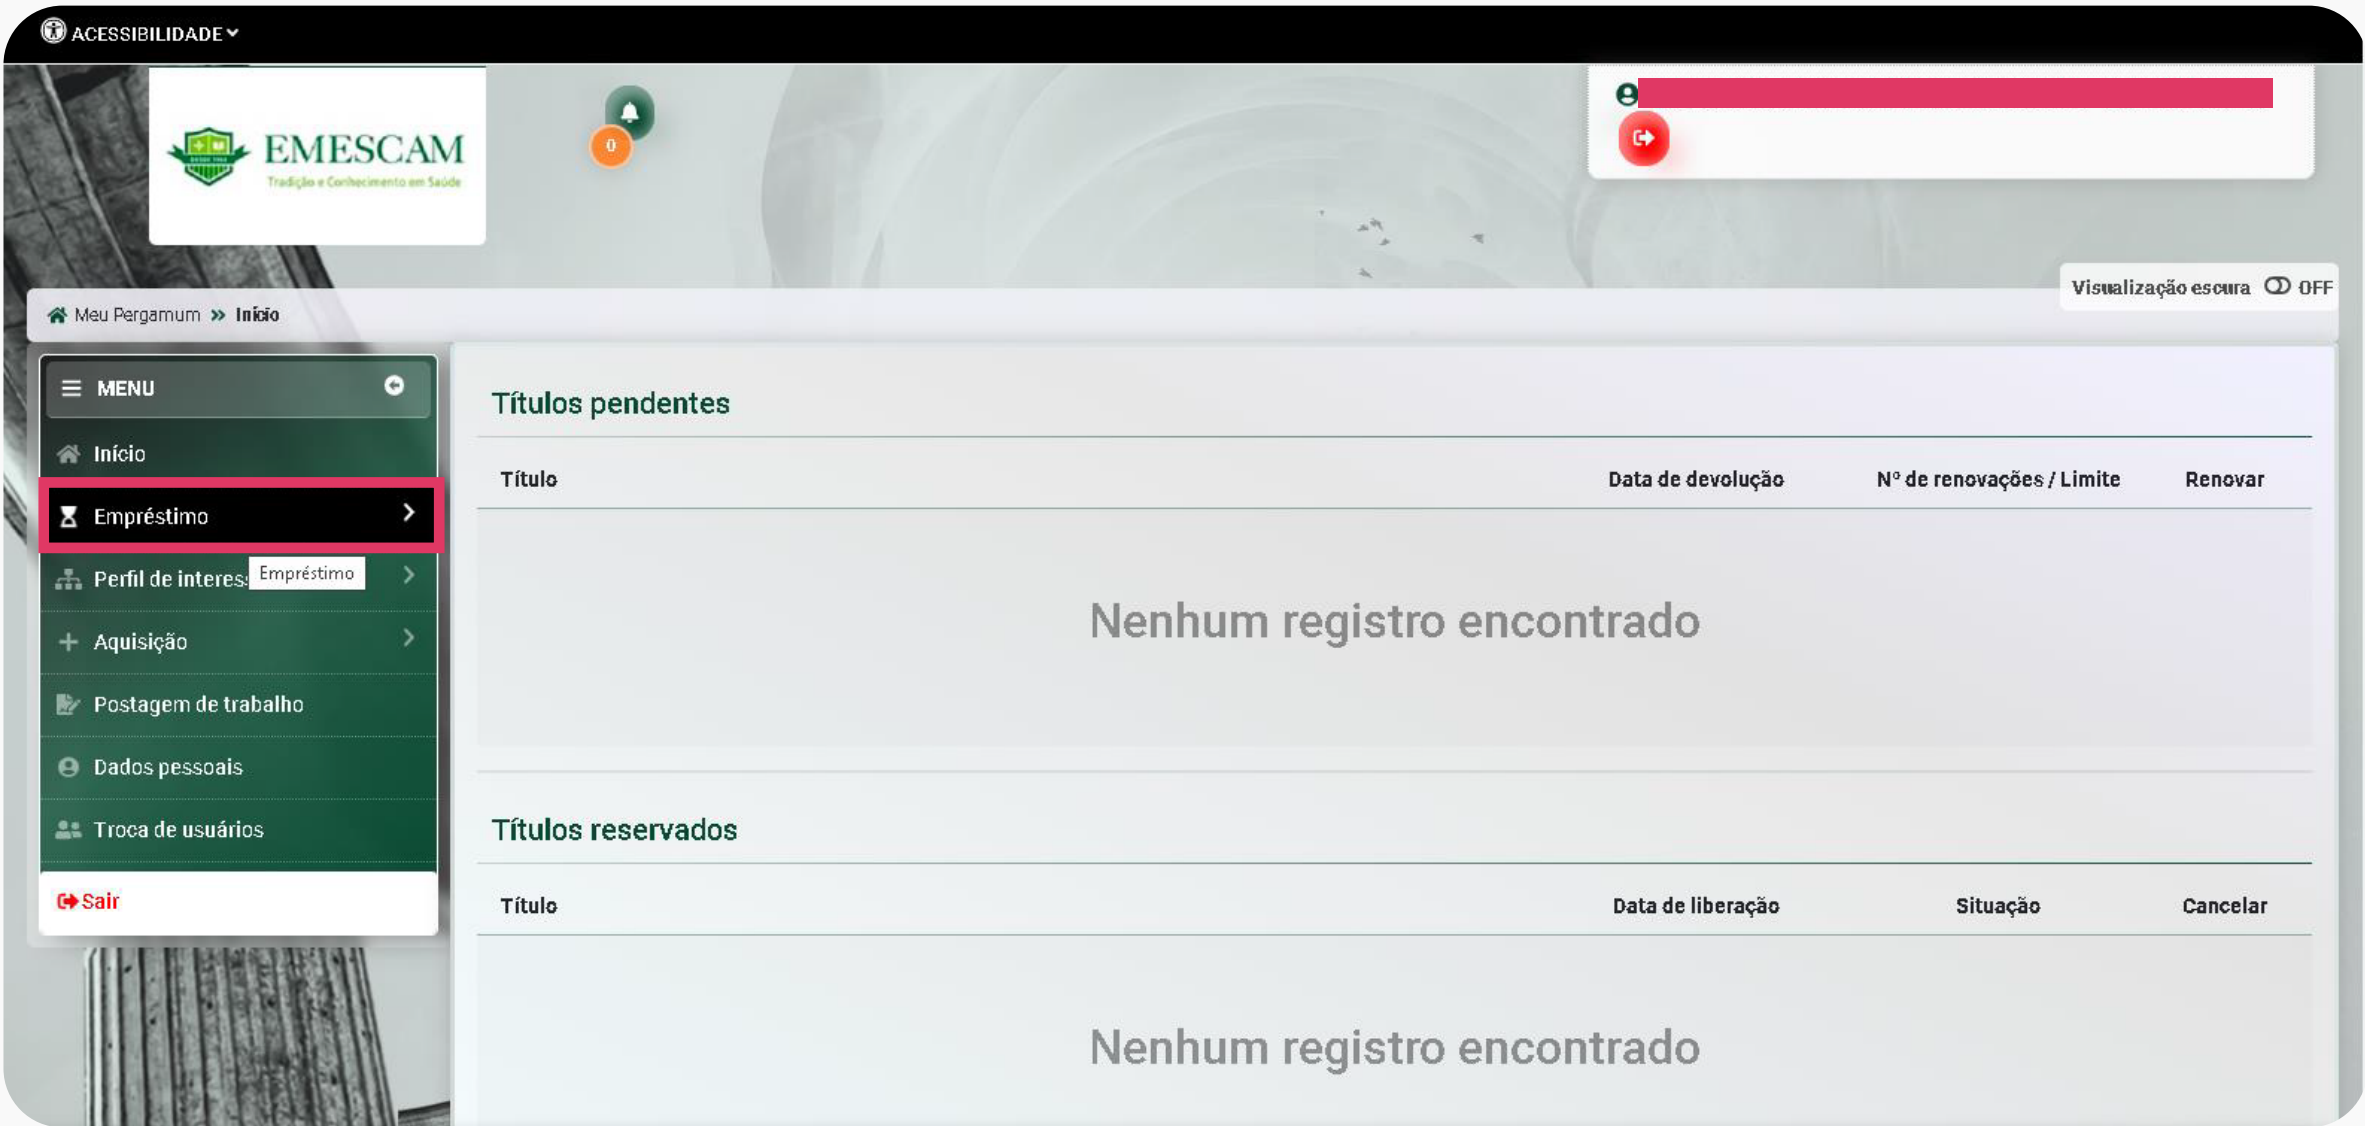 ACESSIBILIDADE
EMESCAM
Tradição e Conhecimento em Saúde
0
Visualização escura OFF
Meu Pergamum » Início
MENU
Início
Empréstimo
Perfil de interes
Empréstimo
Aquisição
Postagem de trabalho
Dados pessoais
Troca de usuários
Sair
Títulos pendentes
Título Data de devolução Nº de renovações / Limite Renovar
Nenhum registro encontrado
Títulos reservados
Título Data de liberação Situação Cancelar
Nenhum registro encontrado